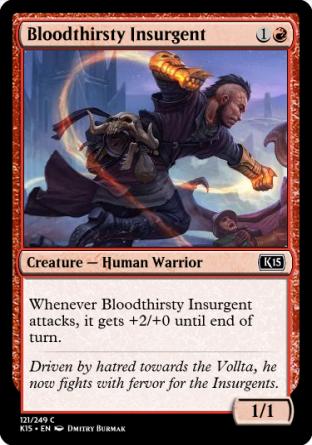 Bloodthirsty Insurgent 1
Creature — Human Warrior K15
Whenever Bloodthirsty Insurgent
attacks, it gets +2/+0 until end of
turn.
Driven by hatred towards the Vollta, he
now fights with fervor for the Insurgents.
1/1
121/249 C
K15 • EN Dmitry Burmak